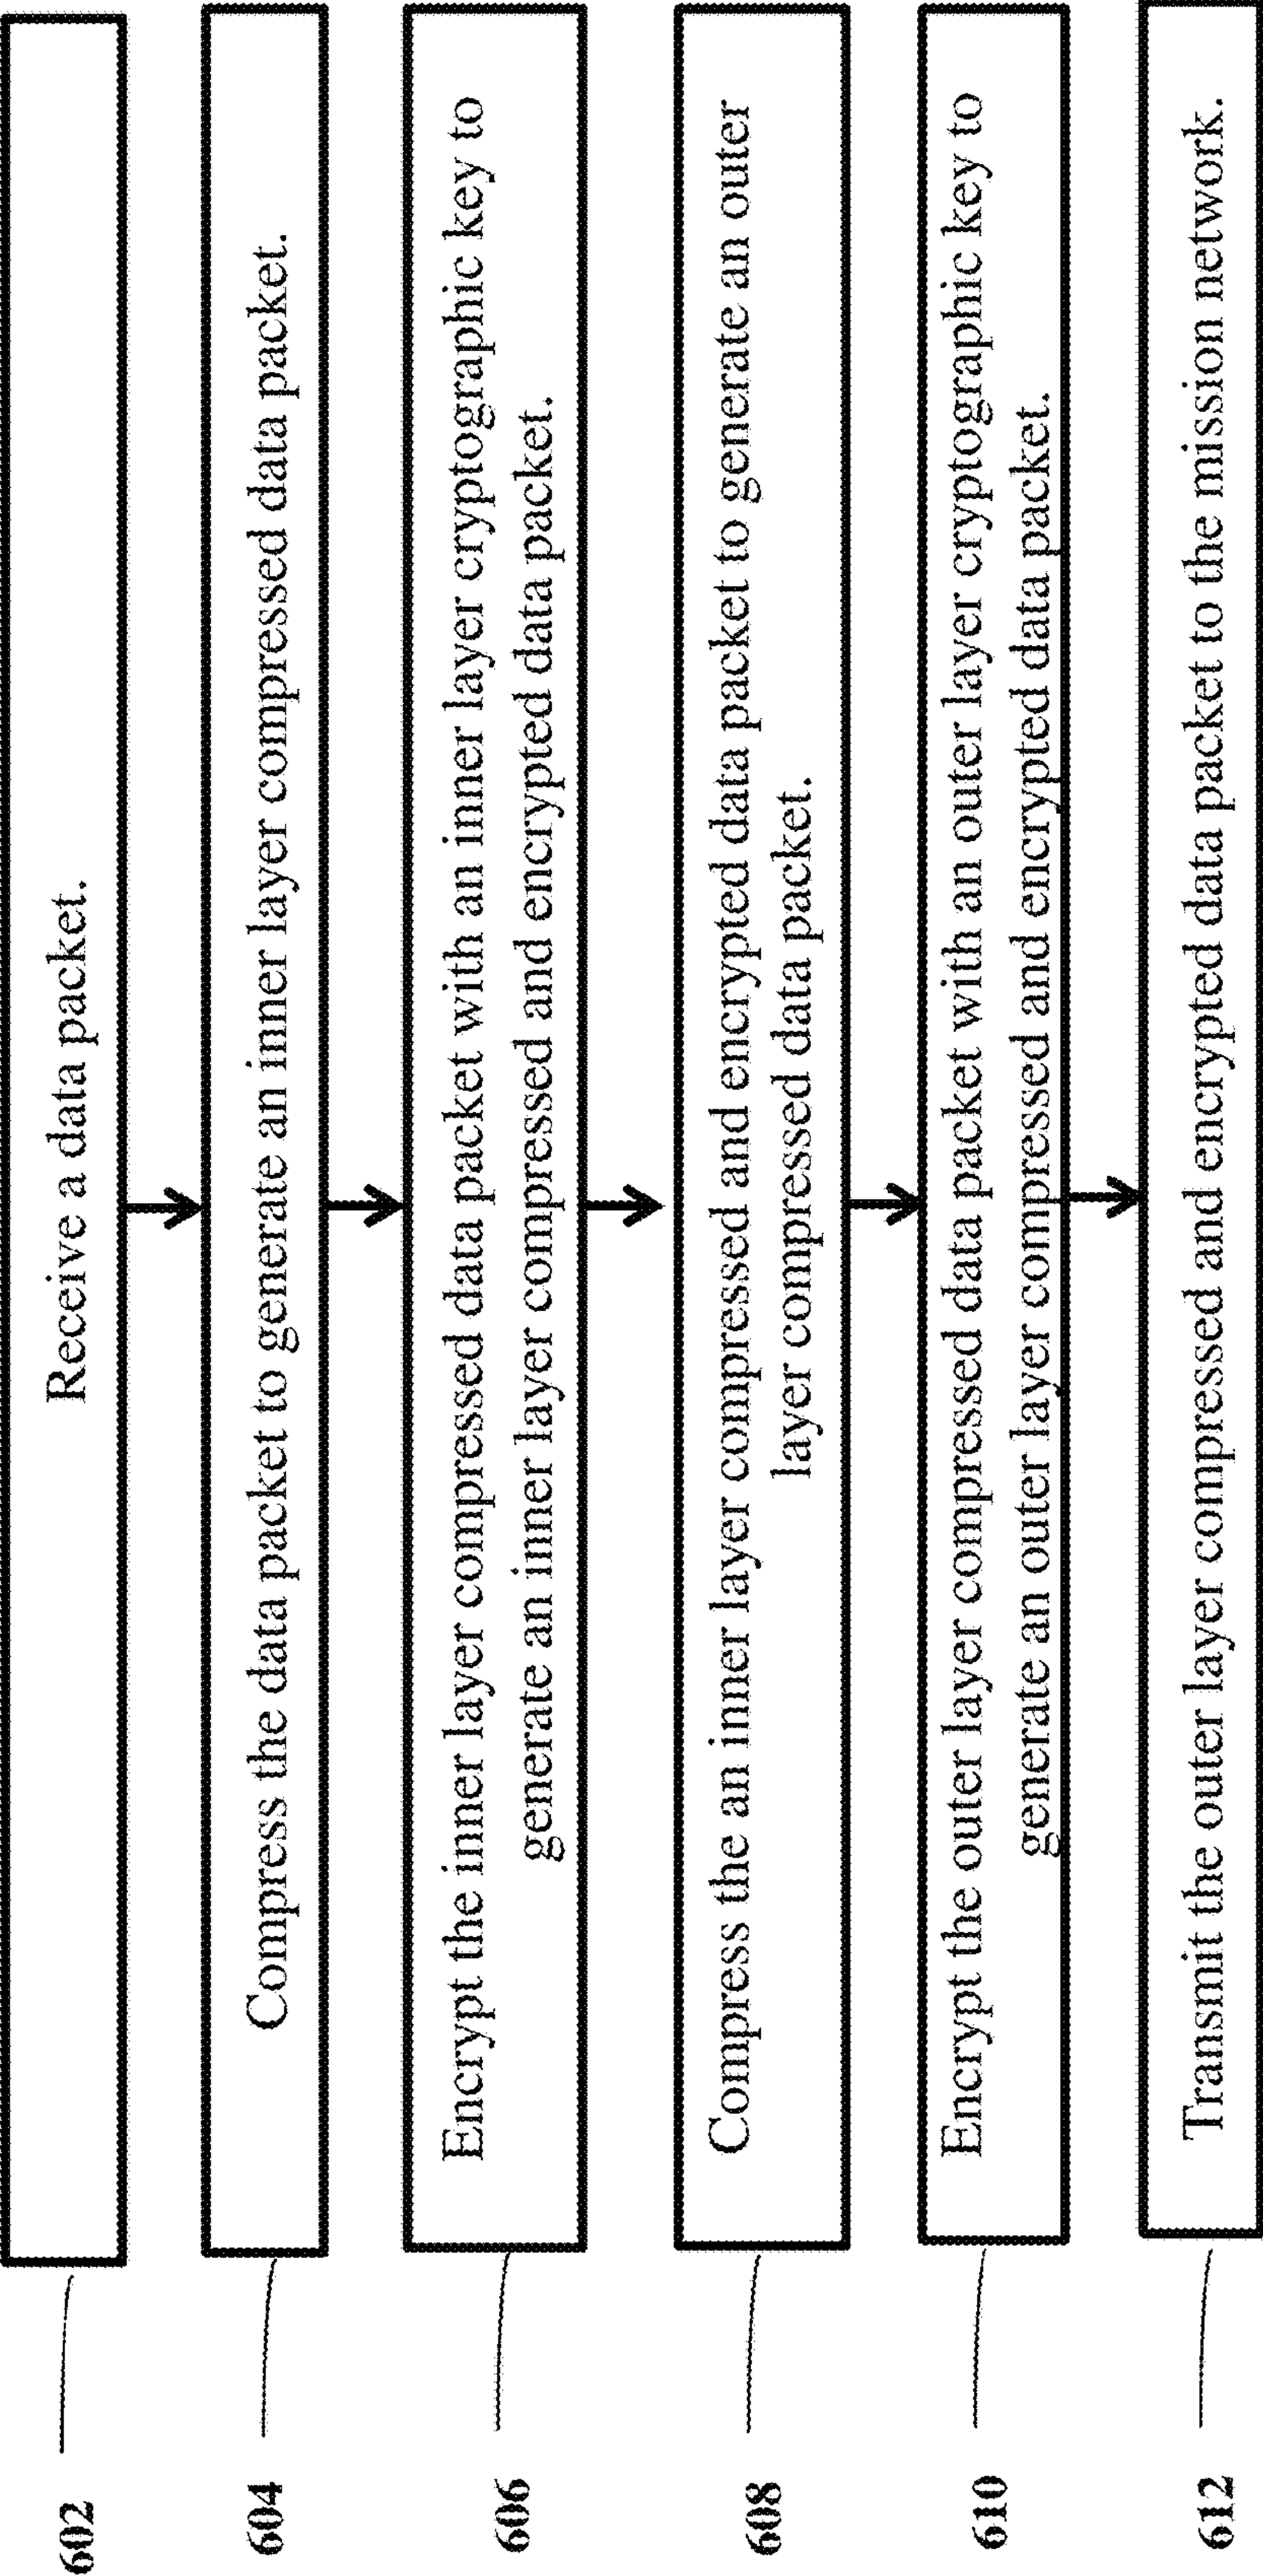 602
Receive a data packet.
604
Compress the data packet to generate an inner layer compressed data packet.
606
Encrypt the inner layer compressed data packet with an inner layer cryptographic key to
generate an inner layer compressed and encrypted data packet.
608
Compress the an inner layer compressed and encrypted data packet to generate an outer
layer compressed data packet.
610
Encrypt the outer layer compressed data packet with an outer layer cryptographic key to
generate an outer layer compressed and encrypted data packet.
612
Transmit the outer layer compressed and encrypted data packet to the mission network.